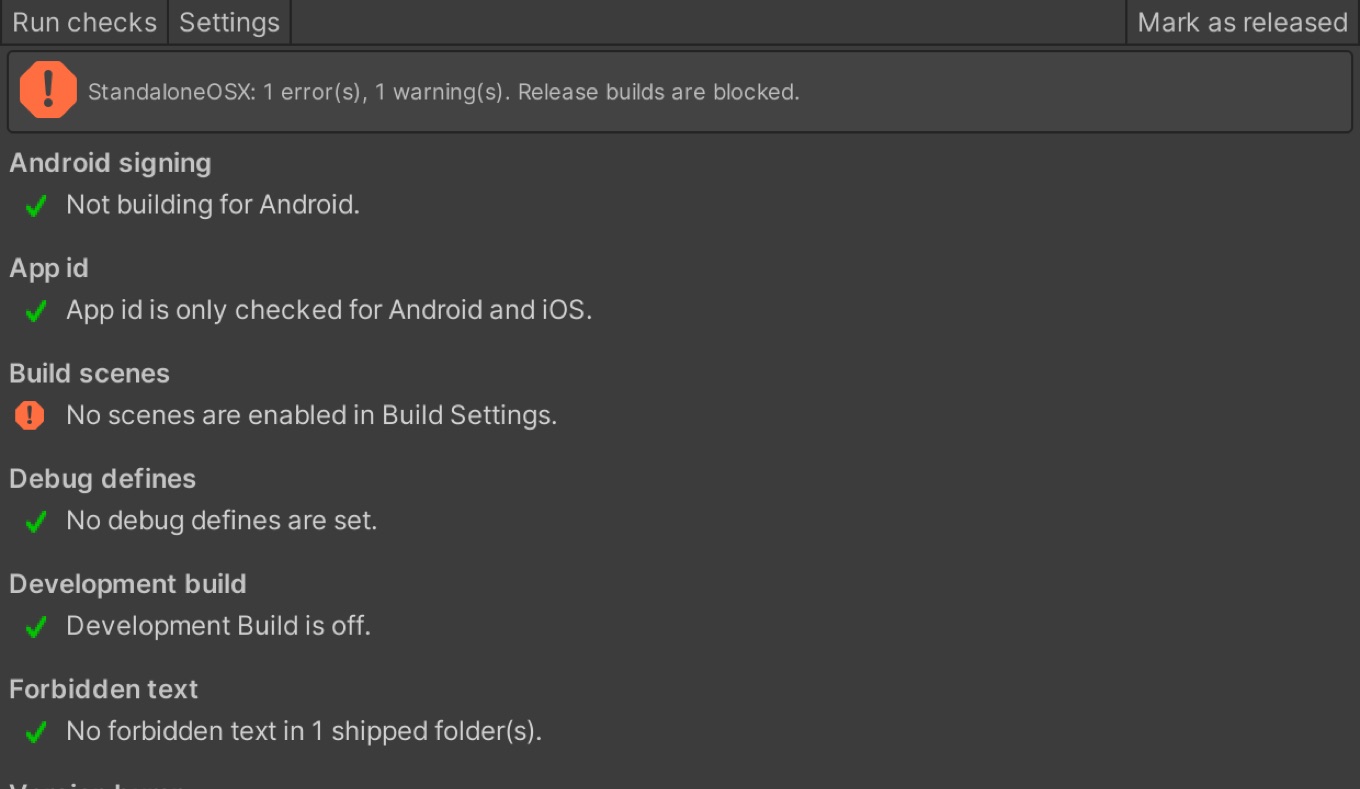 Run checks
Settings
Mark as released
StandaloneOSX: 1 error(s), 1 warning(s). Release builds are blocked.
Android signing
Not building for Android.
App id
App id is only checked for Android and iOS.
Build scenes
No scenes are enabled in Build Settings.
Debug defines
No debug defines are set.
Development build
Development Build is off.
Forbidden text
No forbidden text in 1 shipped folder(s).